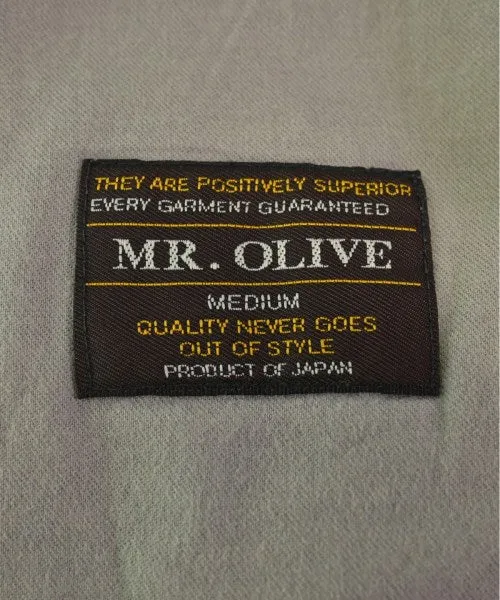 THEY ARE POSITIVELY SUPERIOR
EVERY GARMENT GUARANTEED
MR. OLIVE
MEDIUM
QUALITY NEVER GOES
OUT OF STYLE
PRODUCT OF JAPAN